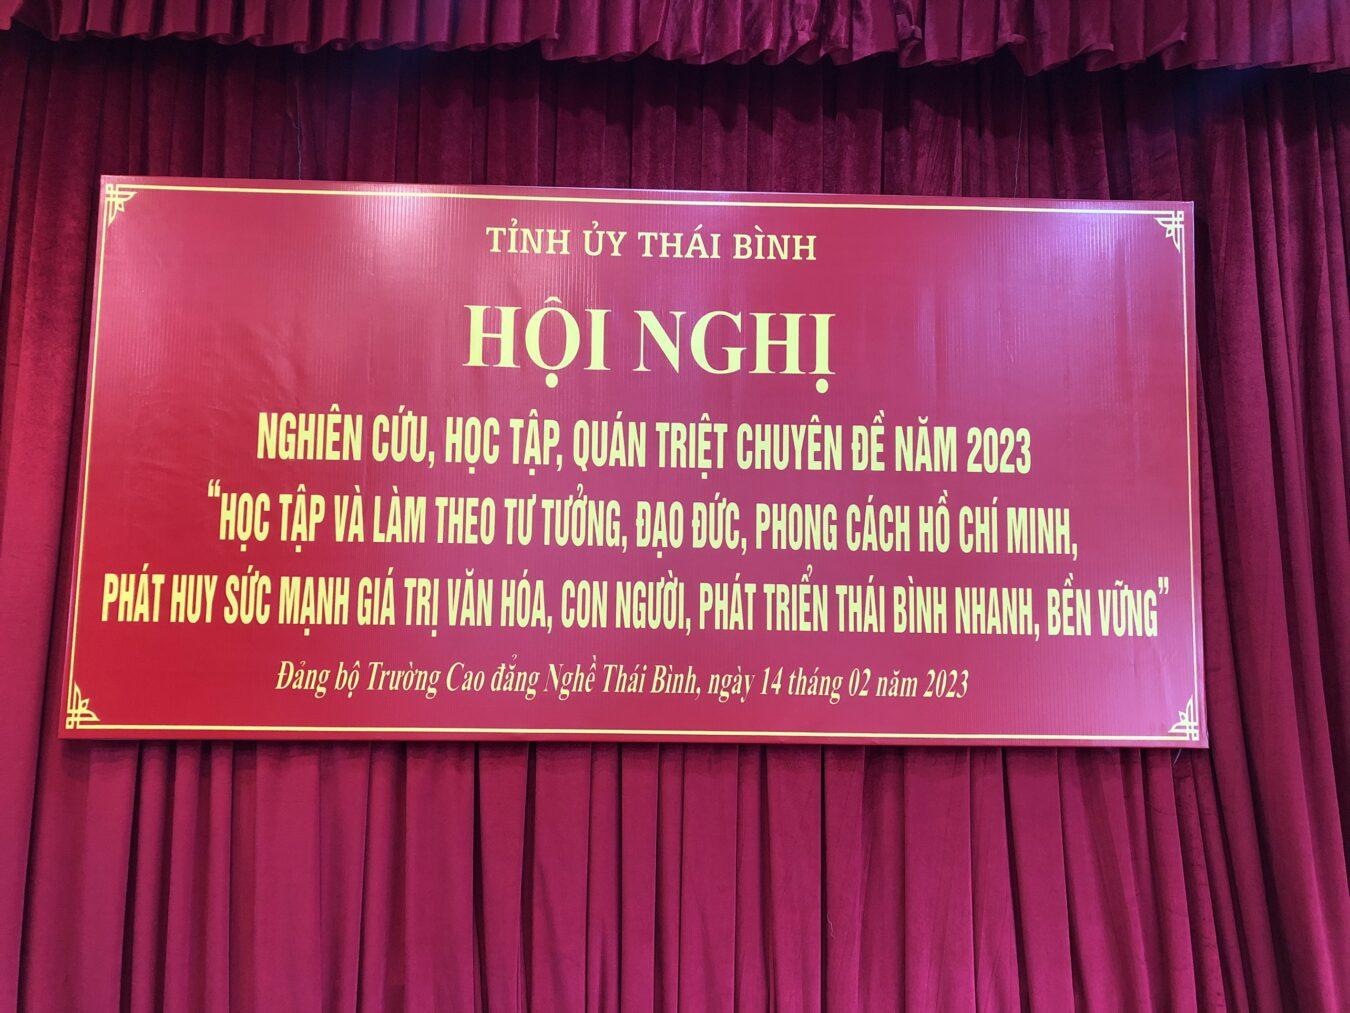 TỈNH ỦY THÁI BÌNH
HỘI NGHỊ
NGHIÊN CỨU, HỌC TẬP, QUÁN TRIỆT CHUYÊN ĐỀ NĂM 2023
“HỌC TẬP VÀ LÀM THEO TƯ TƯỞNG, ĐẠO ĐỨC, PHONG CÁCH HỒ CHÍ MINH,
PHÁT HUY SỨC MẠNH GIÁ TRỊ VĂN HÓA, CON NGƯỜI, PHÁT TRIỂN THÁI BÌNH NHANH, BỀN VỮNG”
Đảng bộ Trường Cao đẳng Nghề Thái Bình, ngày 14 tháng 02 năm 2023